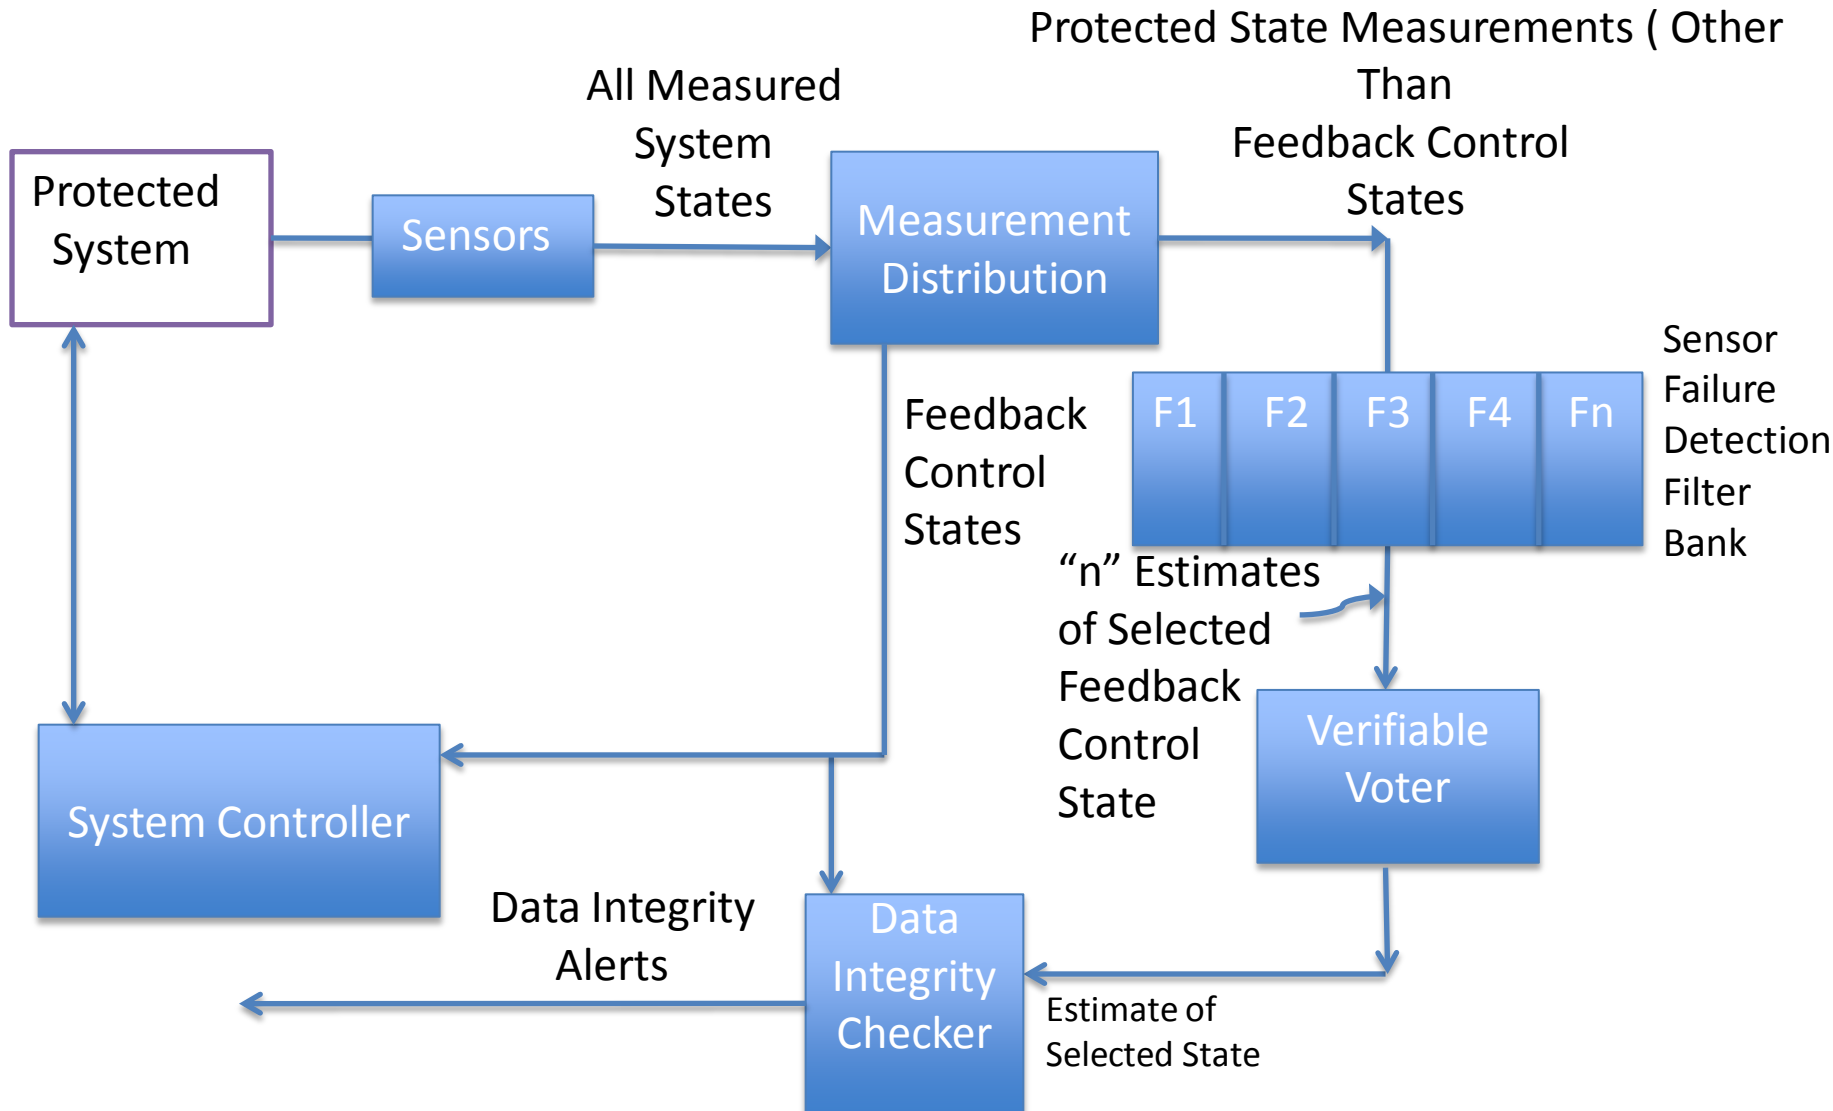 Protected State Measurements ( Other
Than
Feedback Control
States
All Measured
System
States
Protected
System
Sensors
Measurement
Distribution
Sensor
Failure
Detection
Filter
Bank
F1 F2 F3 F4 Fn
Feedback
Control
States
“n” Estimates
of Selected
Feedback
Control
State
Verifiable
Voter
System Controller
Data Integrity
Alerts
Data
Integrity
Checker
Estimate of
Selected State